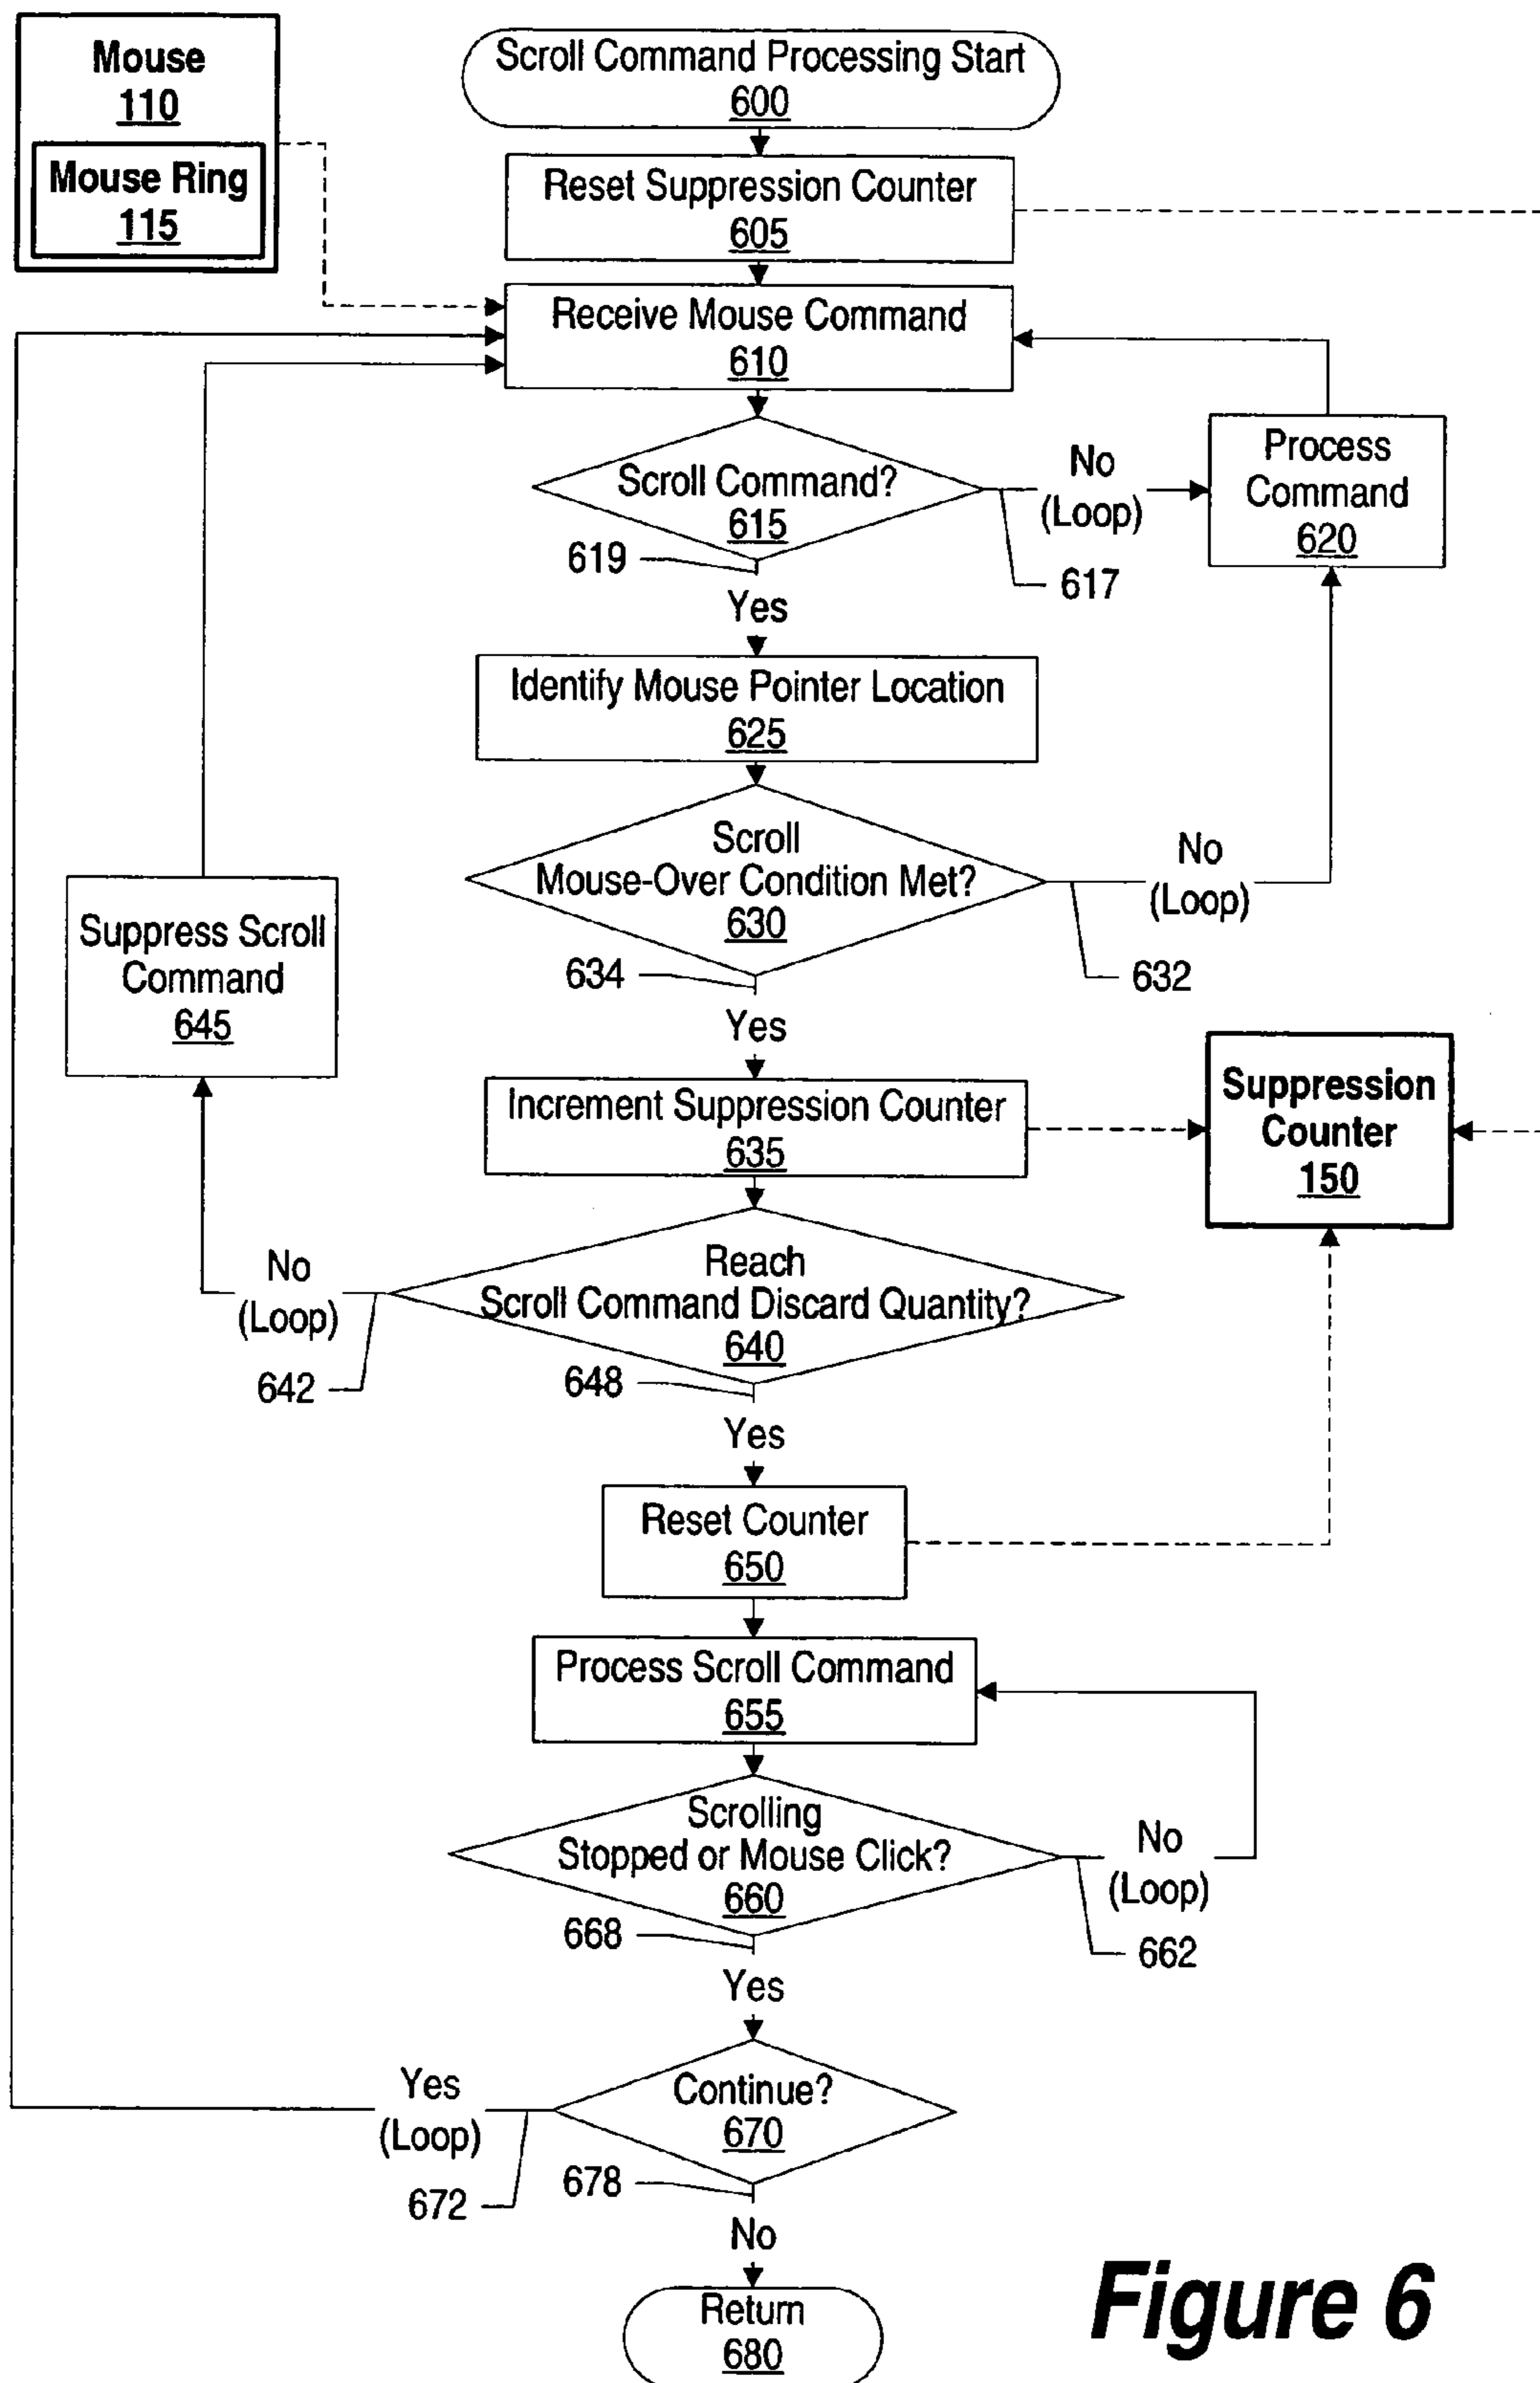 Mouse
110
Mouse Ring
115
Scroll Command Processing Start
600
Reset Suppression Counter
605
Receive Mouse Command
610
Scroll Command?
615
No
(Loop)
617
619
Yes
Process
Command
620
Identify Mouse Pointer Location
625
Scroll
Mouse-Over Condition Met?
630
No
(Loop)
632
634
Yes
Suppress Scroll
Command
645
Increment Suppression Counter
635
Suppression
Counter
150
Reach
Scroll Command Discard Quantity?
640
No
(Loop)
642
648
Yes
Reset Counter
650
Process Scroll Command
655
Scrolling
Stopped or Mouse Click?
660
No
(Loop)
662
668
Yes
Continue?
670
Yes
(Loop)
672
678
No
Return
680
Figure 6